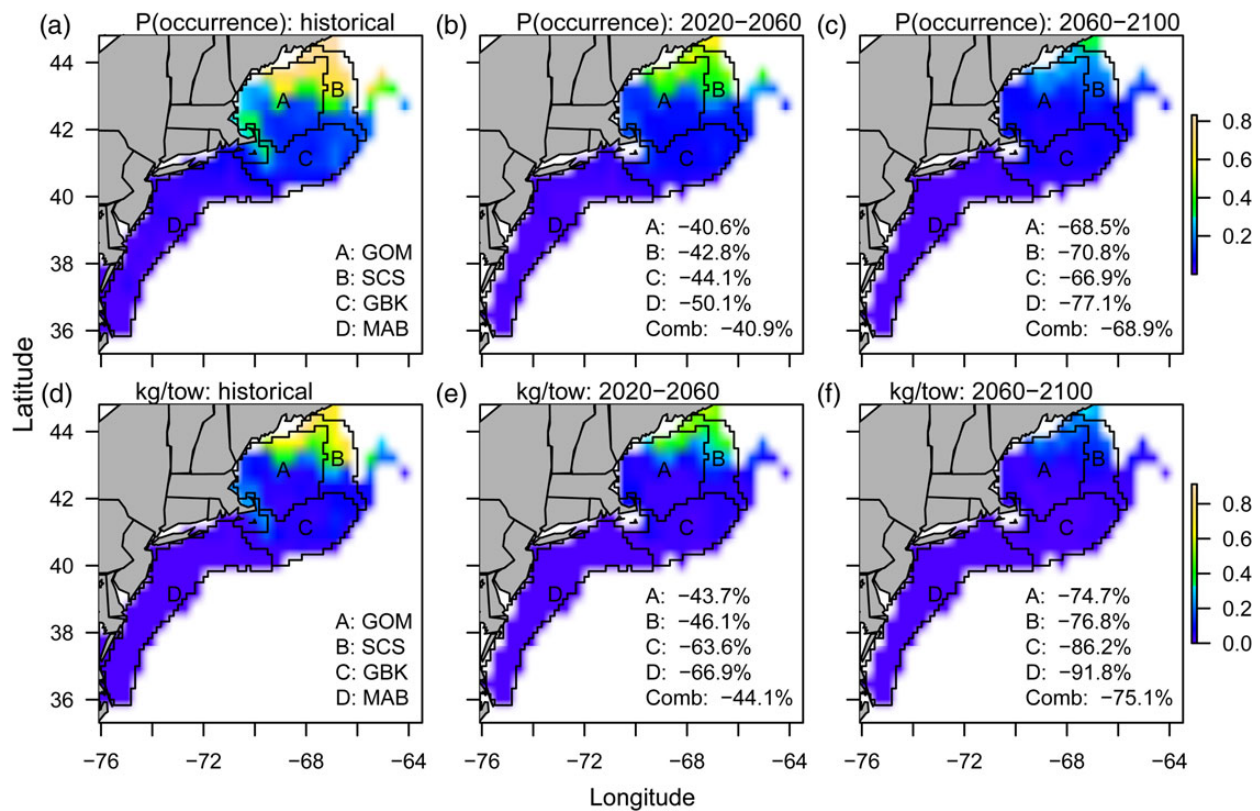 (a) P(occurrence): historical
(b) P(occurrence): 2020−2060
(c) P(occurrence): 2060−2100
44
42
40
38
36
A
B
C
D
A: GOM
B: SCS
C: GBK
D: MAB
A
B
C
D
A: −40.6%
B: −42.8%
C: −44.1%
D: −50.1%
Comb: −40.9%
A
B
C
D
A: −68.5%
B: −70.8%
C: −66.9%
D: −77.1%
Comb: −68.9%
0.8
0.6
0.4
0.2
Latitude
(d) kg/tow: historical
(e) kg/tow: 2020−2060
(f) kg/tow: 2060−2100
44
42
40
38
36
A
B
C
D
A: GOM
B: SCS
C: GBK
D: MAB
A
B
C
D
A: −43.7%
B: −46.1%
C: −63.6%
D: −66.9%
Comb: −44.1%
A
B
C
D
A: −74.7%
B: −76.8%
C: −86.2%
D: −91.8%
Comb: −75.1%
0.8
0.6
0.4
0.2
0.0
−76 −72 −68 −64
−76 −72 −68 −64
−76 −72 −68 −64
Longitude